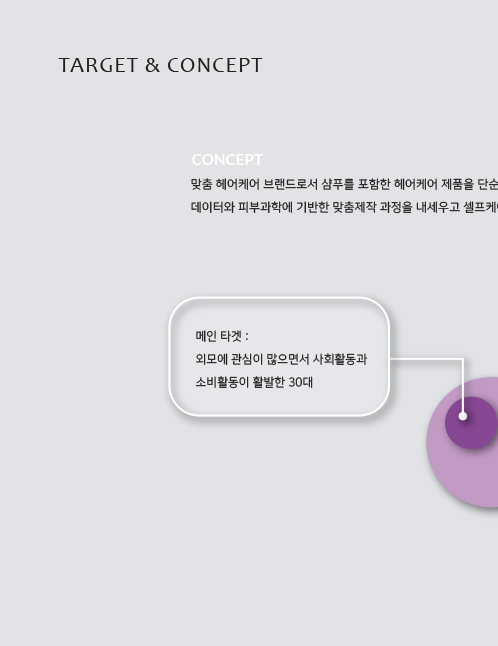 TARGET & CONCEPT
CONCEPT
맞춤 헤어케어 브랜드로서 샴푸를 포함한 헤어케어 제품을 단순
데이터와 피부과학에 기반한 맞춤제작 과정을 내세우고 셀프케
메인 타겟 :
외모에 관심이 많으면서 사회활동과
소비활동이 활발한 30대